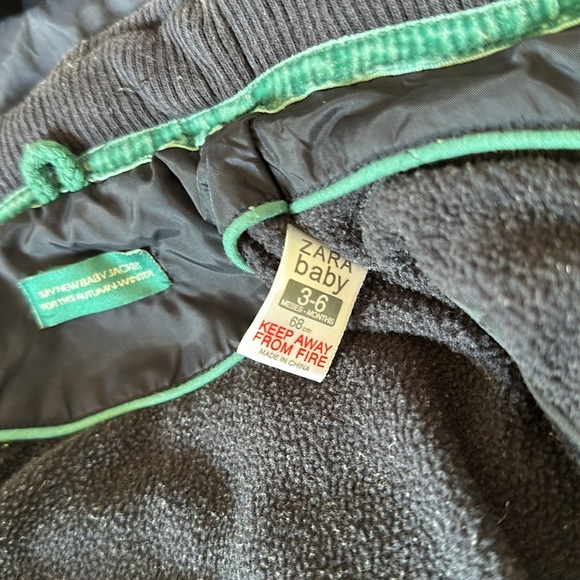 MY NEW BABY JACKET
FOR THIS AUTUMN-WINTER
ZARA
baby
3-6
MESES - MONTHS
68 cm
KEEP AWAY
FROM FIRE
MADE IN CHINA